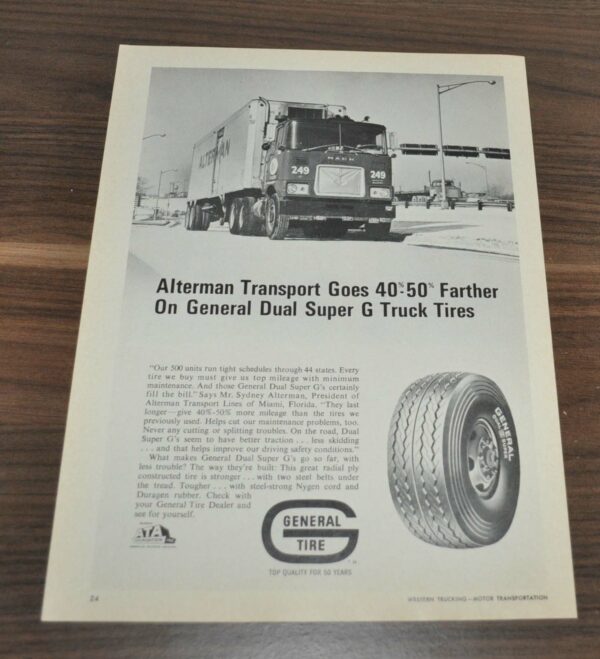 ALTERMAN
MACK
249
249
Alterman Transport Goes 40%-50% Farther
On General Dual Super G Truck Tires
"Our 500 units run tight schedules through 44 states. Every
tire we buy must give us top mileage with minimum
maintenance. And those General Dual Super G's certainly
fill the bill." Says Mr. Sydney Alterman, President of
Alterman Transport Lines of Miami, Florida. "They last
longer—give 40%-50% more mileage than the tires we
previously used. Helps cut our maintenance problems, too.
Never any cutting or splitting troubles. On the road, Dual
Super G's seem to have better traction . . . less skidding
. . . and that helps improve our driving safety conditions."
What makes General Dual Super G's go so far, with
less trouble? The way they're built: This great radial ply
constructed tire is stronger . . . with two steel belts under
the tread. Tougher . . . with steel-strong Nygen cord and
Duragen rubber. Check with
your General Tire Dealer and
see for yourself.
GENERAL
ATA
GENERAL
TIRE
TOP QUALITY FOR 50 YEARS
24
WESTERN TRUCKING—MOTOR TRANSPORTATION